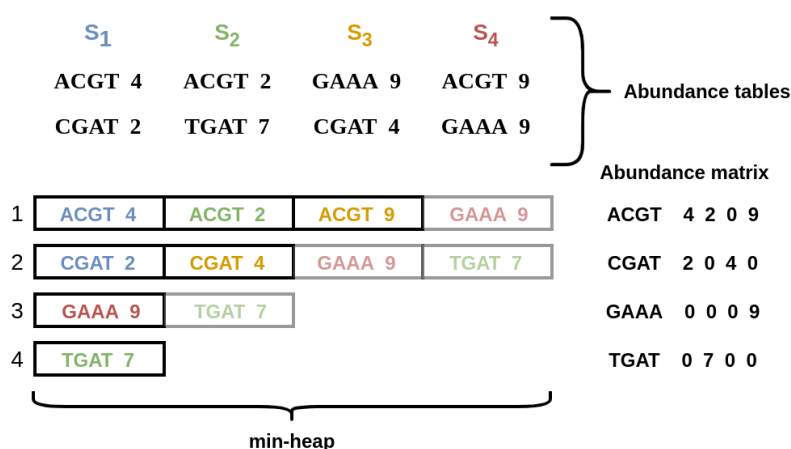 S1 S2 S3 S4
ACGT 4 ACGT 2 GAAA 9 ACGT 9
Abundance tables
CGAT 2 TGAT 7 CGAT 4 GAAA 9
Abundance matrix
1 ACGT 4 ACGT 2 ACGT 9 GAAA 9 ACGT 4 2 0 9
2 CGAT 2 CGAT 4 GAAA 9 TGAT 7 CGAT 2 0 4 0
3 GAAA 9 TGAT 7 GAAA 0 0 0 9
4 TGAT 7 TGAT 0 7 0 0
min-heap